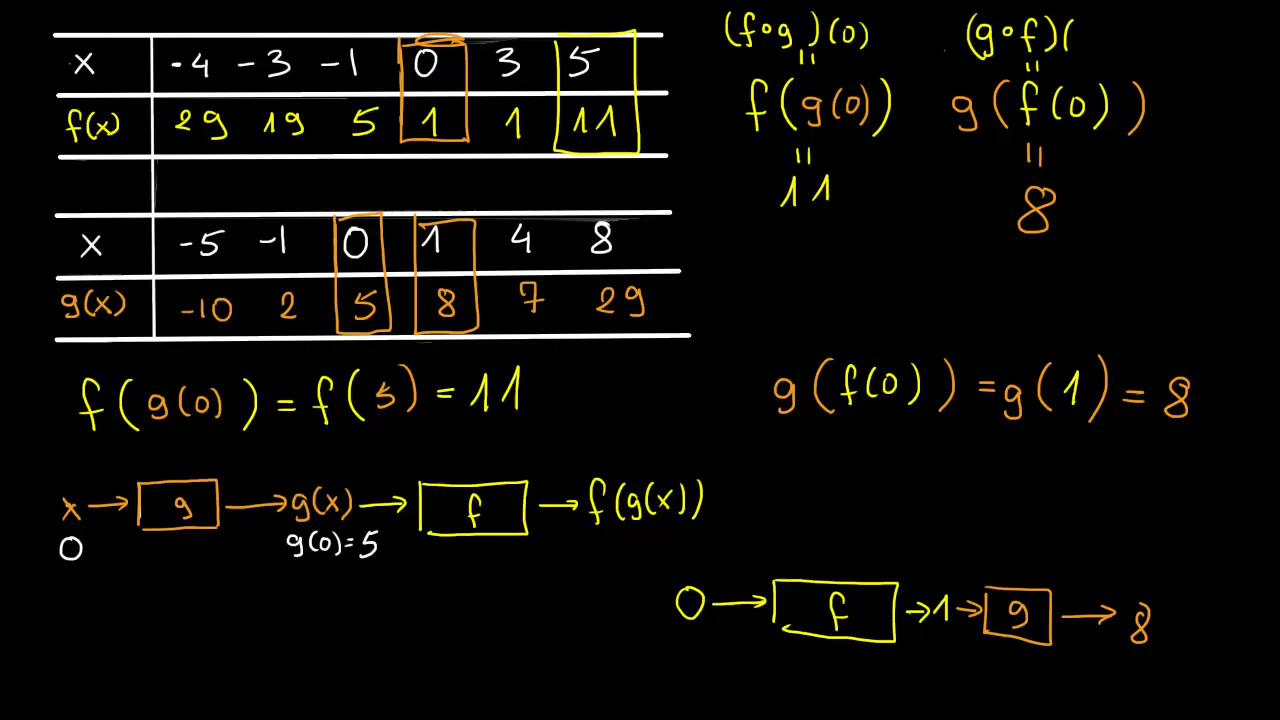 x -4 -3 -1 0 3 5
f(x) 29 19 5 1 1 11
x -5 -1 0 1 4 8
g(x) -10 2 5 8 7 29
(f∘g)(0)
=
f(g(0))
=
11
(g∘f)(
=
g(f(0))
=
8
f(g(0)) = f(5) = 11
g(f(0)) = g(1) = 8
x → g → g(x) → f → f(g(x))
0 g(0)=5
0 → f → 1 → g → 8